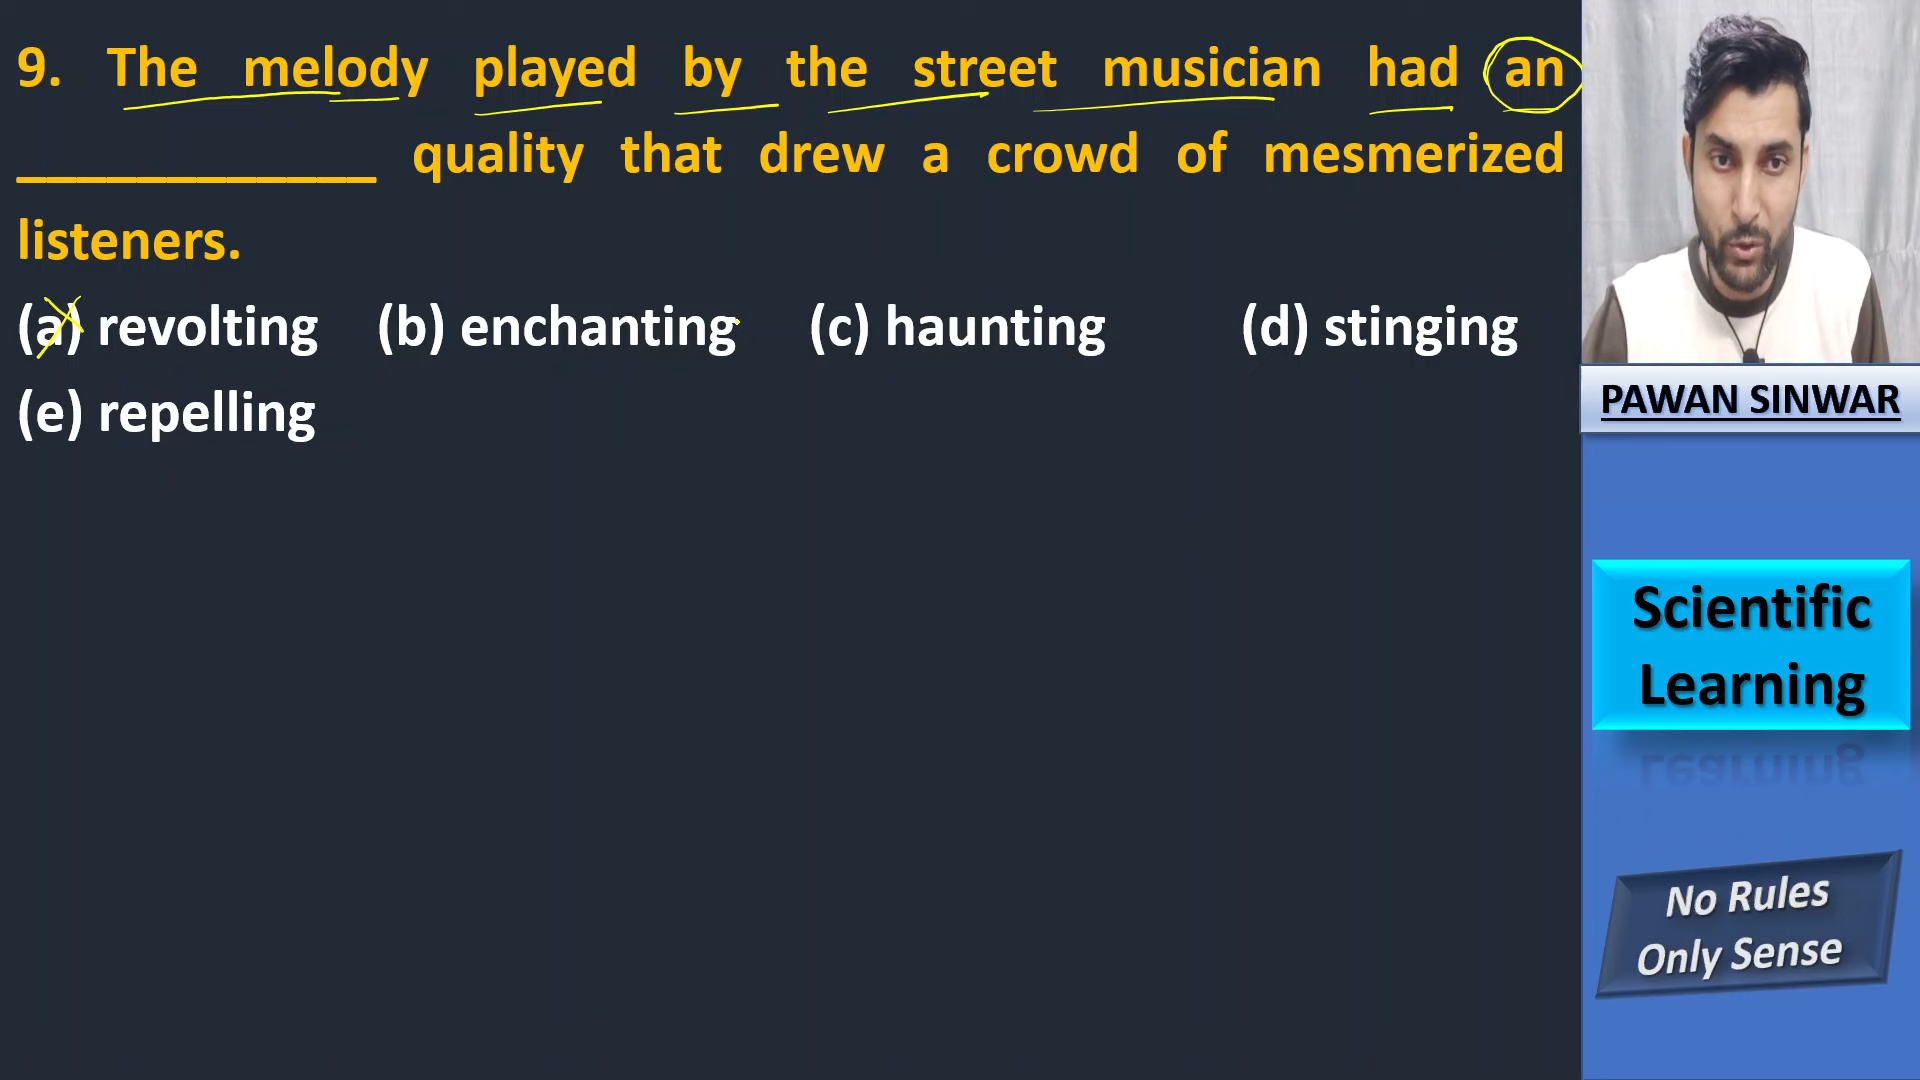 9. The melody played by the street musician had an
____________ quality that drew a crowd of mesmerized
listeners.
(a) revolting (b) enchanting (c) haunting (d) stinging
(e) repelling
PAWAN SINWAR
Scientific
Learning
No Rules
Only Sense